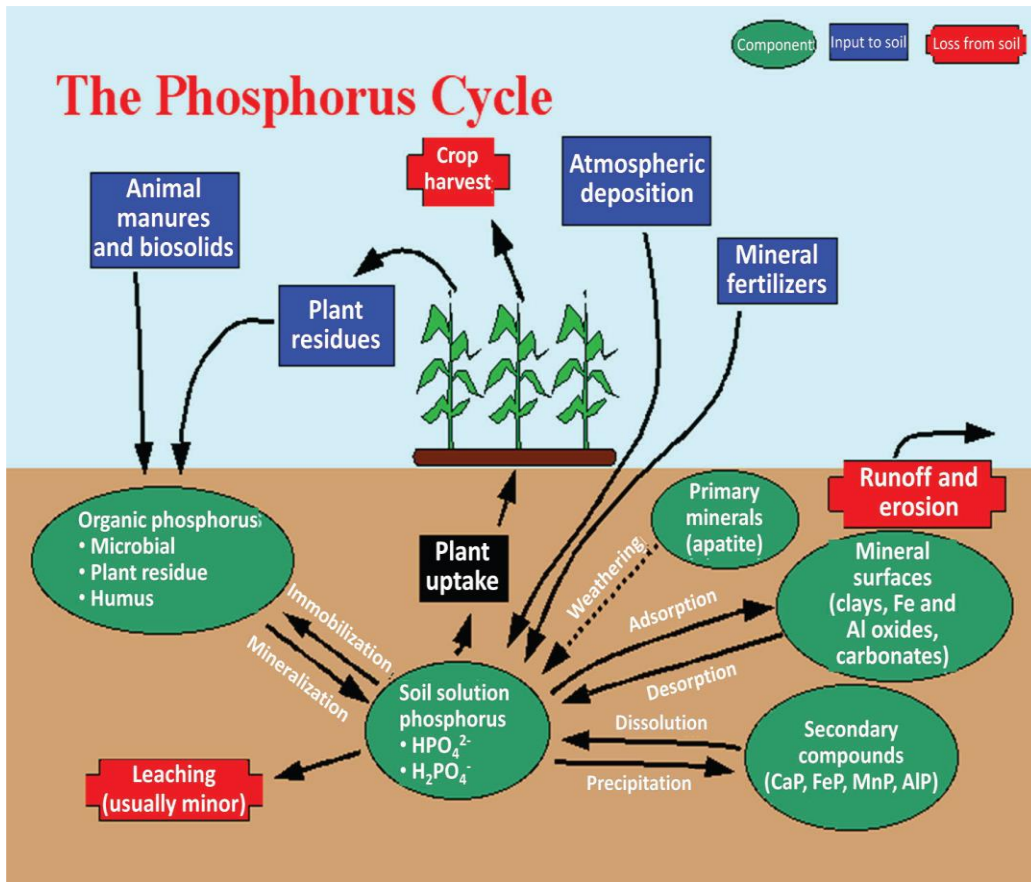 Component
Input to soil
Loss from soil
The Phosphorus Cycle
Crop
harvest
Atmospheric
deposition
Animal
manures
and biosolids
Mineral
fertilizers
Plant
residues
Runoff and
erosion
Primary
minerals
(apatite)
Organic phosphorus
• Microbial
• Plant residue
• Humus
Plant
uptake
Weathering
Mineral
surfaces
(clays, Fe and
Al oxides,
carbonates)
Adsorption
Immobilization
Mineralization
Desorption
Soil solution
phosphorus
• HPO₄²⁻
• H₂PO₄⁻
Dissolution
Precipitation
Secondary
compounds
(CaP, FeP, MnP, AlP)
Leaching
(usually minor)